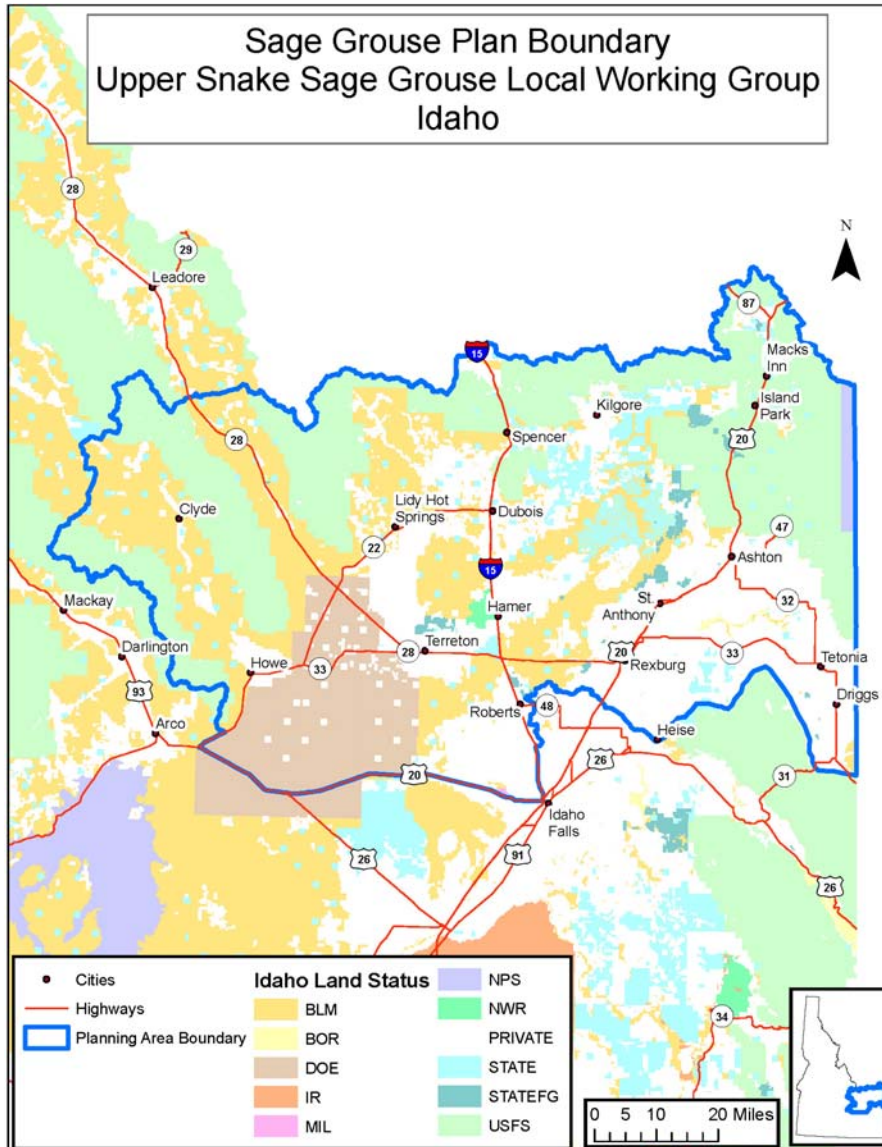 Sage Grouse Plan Boundary
Upper Snake Sage Grouse Local Working Group
Idaho
28
29
N
Leadore
87
15
Macks
Inn
Island
Park
Kilgore
20
28
Spencer
Clyde
Lidy Hot
Springs
Dubois
47
22
Ashton
15
Mackay
Hamer
St.
Anthony
32
Darlington
Terreton
28
20
33
Howe
33
Rexburg
Tetonia
93
Roberts
48
Driggs
Arco
Heise
20
26
31
Idaho
Falls
26
91
26
34
Cities
Highways
Planning Area Boundary
Idaho Land Status
BLM
BOR
DOE
IR
MIL
NPS
NWR
PRIVATE
STATE
STATEFG
USFS
0 5 10 20 Miles